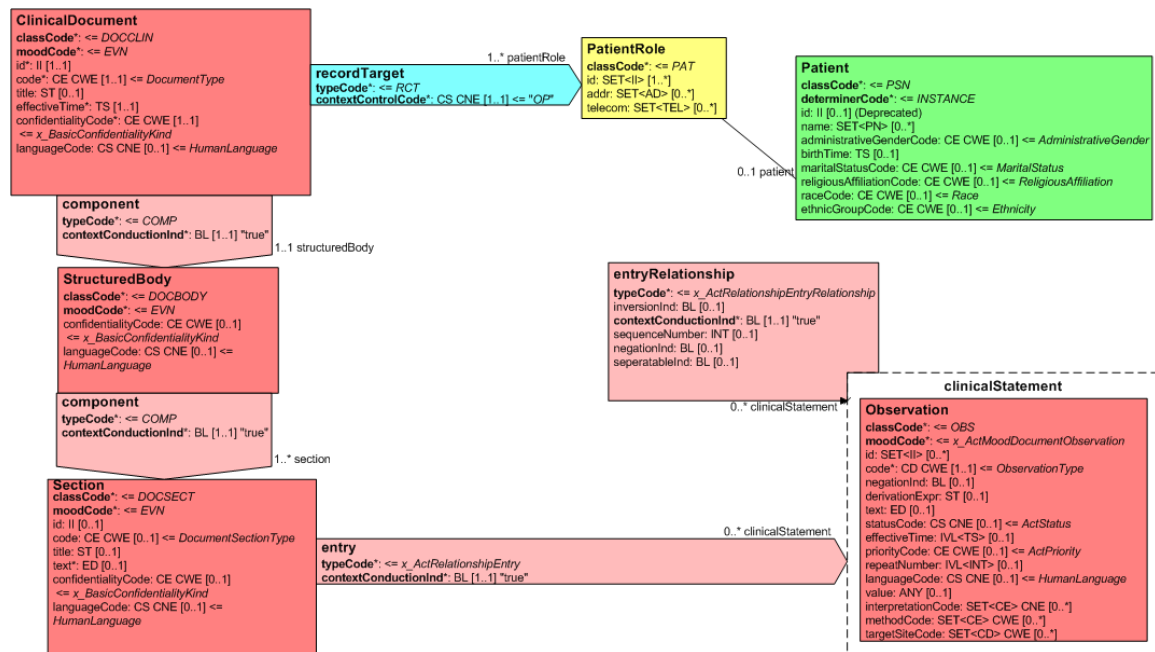 ClinicalDocument
classCode*: <= DOCCLIN
moodCode*: <= EVN
id*: II [1..1]
code*: CE CWE [1..1] <= DocumentType
title: ST [0..1]
effectiveTime*: TS [1..1]
confidentialityCode*: CE CWE [1..1]
<= x_BasicConfidentialityKind
languageCode: CS CNE [0..1] <= HumanLanguage
1..* patientRole
recordTarget
typeCode*: <= RCT
contextControlCode*: CS CNE [1..1] <= "OP"
PatientRole
classCode*: <= PAT
id: SET<II> [1..*]
addr: SET<AD> [0..*]
telecom: SET<TEL> [0..*]
0..1 patient
Patient
classCode*: <= PSN
determinerCode*: <= INSTANCE
id: II [0..1] (Deprecated)
name: SET<PN> [0..*]
administrativeGenderCode: CE CWE [0..1] <= AdministrativeGender
birthTime: TS [0..1]
maritalStatusCode: CE CWE [0..1] <= MaritalStatus
religiousAffiliationCode: CE CWE [0..1] <= ReligiousAffiliation
raceCode: CE CWE [0..1] <= Race
ethnicGroupCode: CE CWE [0..1] <= Ethnicity
component
typeCode*: <= COMP
contextConductionInd*: BL [1..1] "true"
1..1 structuredBody
StructuredBody
classCode*: <= DOCBODY
moodCode*: <= EVN
confidentialityCode: CE CWE [0..1]
<= x_BasicConfidentialityKind
languageCode: CS CNE [0..1] <=
HumanLanguage
component
typeCode*: <= COMP
contextConductionInd*: BL [1..1] "true"
1..* section
entryRelationship
typeCode*: <= x_ActRelationshipEntryRelationship
inversionInd: BL [0..1]
contextConductionInd*: BL [1..1] "true"
sequenceNumber: INT [0..1]
negationInd: BL [0..1]
seperatableInd: BL [0..1]
0..* clinicalStatement
Section
classCode*: <= DOCSECT
moodCode*: <= EVN
id: II [0..1]
code: CE CWE [0..1] <= DocumentSectionType
title: ST [0..1]
text*: ED [0..1]
confidentialityCode: CE CWE [0..1]
<= x_BasicConfidentialityKind
languageCode: CS CNE [0..1] <=
HumanLanguage
0..* clinicalStatement
entry
typeCode*: <= x_ActRelationshipEntry
contextConductionInd*: BL [1..1] "true"
clinicalStatement
Observation
classCode*: <= OBS
moodCode*: <= x_ActMoodDocumentObservation
id: SET<II> [0..*]
code*: CD CWE [1..1] <= ObservationType
negationInd: BL [0..1]
derivationExpr: ST [0..1]
text: ED [0..1]
statusCode: CS CNE [0..1] <= ActStatus
effectiveTime: IVL<TS> [0..1]
priorityCode: CE CWE [0..1] <= ActPriority
repeatNumber: IVL<INT> [0..1]
languageCode: CS CNE [0..1] <= HumanLanguage
value: ANY [0..1]
interpretationCode: SET<CE> CNE [0..*]
methodCode: SET<CE> CWE [0..*]
targetSiteCode: SET<CD> CWE [0..*]